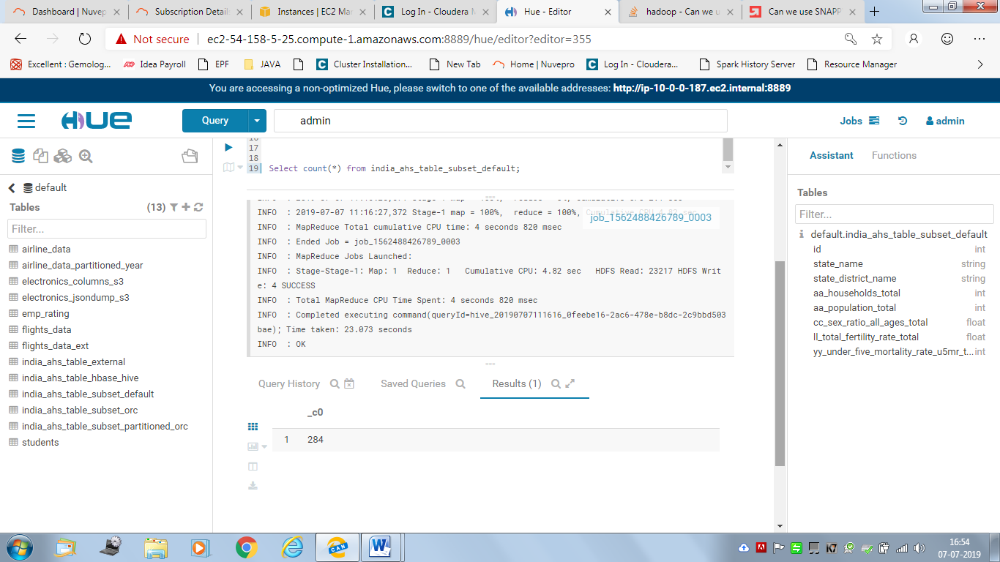 Dashboard | Nuvep
Subscription Detail
Instances | EC2 Mar
Log In - Cloudera M
Hue - Editor
hadoop - Can we u
Can we use SNAPP
Not secure
ec2-54-158-5-25.compute-1.amazonaws.com:8889/hue/editor?editor=355
Excellent : Gemolog...
Idea Payroll
EPF
JAVA
Cluster Installation...
New Tab
Home | Nuvepro
Log In - Cloudera...
Spark History Server
Resource Manager
You are accessing a non-optimized Hue, please switch to one of the available addresses: http://ip-10-0-0-187.ec2.internal:8889
HUE
Query
admin
Jobs
admin
default
Tables
(13)
Filter...
airline_data
airline_data_partitioned_year
electronics_columns_s3
electronics_jsondump_s3
emp_rating
flights_data
flights_data_ext
india_ahs_table_external
india_ahs_table_hbase_hive
india_ahs_table_subset_default
india_ahs_table_subset_orc
india_ahs_table_subset_partitioned_orc
students
17
18
19 Select count(*) from india_ahs_table_subset_default;
INFO : 2019-07-07 11:16:27,372 Stage-1 map = 100%, reduce = 100%, Cumulative CPU 4.82 sec
job_1562488426789_0003
INFO : MapReduce Total cumulative CPU time: 4 seconds 820 msec
INFO : Ended Job = job_1562488426789_0003
INFO : MapReduce Jobs Launched:
INFO : Stage-Stage-1: Map: 1 Reduce: 1 Cumulative CPU: 4.82 sec HDFS Read: 23217 HDFS Writ
e: 4 SUCCESS
INFO : Total MapReduce CPU Time Spent: 4 seconds 820 msec
INFO : Completed executing command(queryId=hive_20190707111616_0feebe16-2ac6-478e-b8dc-2c9bbd503
bae); Time taken: 23.073 seconds
INFO : OK
Query History
Saved Queries
Results (1)
_c0
1 284
Assistant
Functions
Tables
Filter...
default.india_ahs_table_subset_default
id int
state_name string
state_district_name string
aa_households_total int
aa_population_total int
cc_sex_ratio_all_ages_total float
ll_total_fertility_rate_total float
yy_under_five_mortality_rate_u5mr_t... int
CAN
16:54
07-07-2019